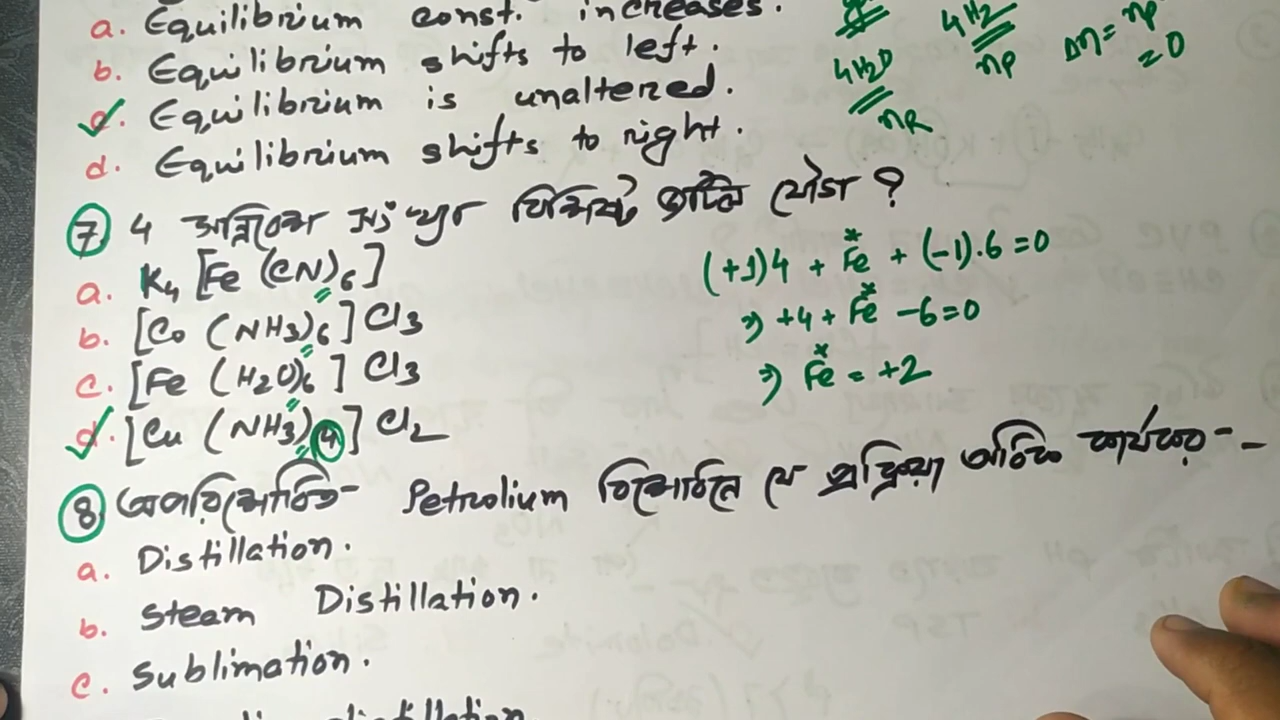 a. Equilibrium const. increases.
b. Equilibrium shifts to left.
c. Equilibrium is unaltered.
d. Equilibrium shifts to right.
4H2O
nR
4H2
nP
Δn = nP
= 0
7. 4 সন্নিবেশ সংখ্যা বিশিষ্ট জটিল যৌগ ?
a. K4 [Fe (CN)6]
b. [Co (NH3)6] Cl3
c. [Fe (H2O)6] Cl3
d. [Cu (NH3)4] Cl2
(+1)4 + Fe* + (-1).6 = 0
⇒ +4 + Fe* - 6 = 0
⇒ Fe* = +2
8. অপরিশোধিত Petrolium বিশোধনে যে প্রক্রিয়া অধিক কার্যকর --
a. Distillation.
b. Steam Distillation.
c. Sublimation.
distillation.